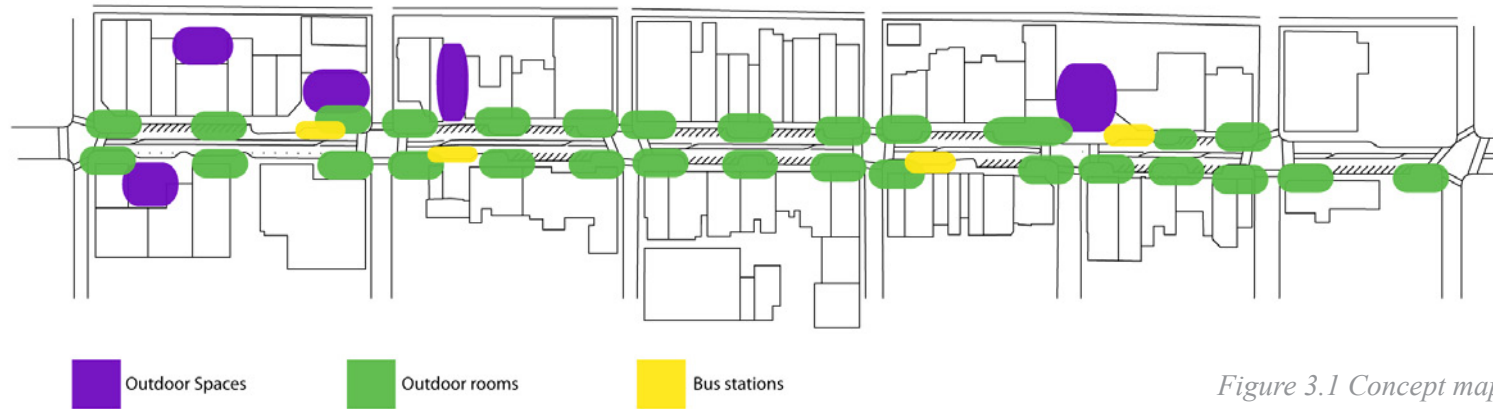 Outdoor Spaces
Outdoor rooms
Bus stations
Figure 3.1 Concept map